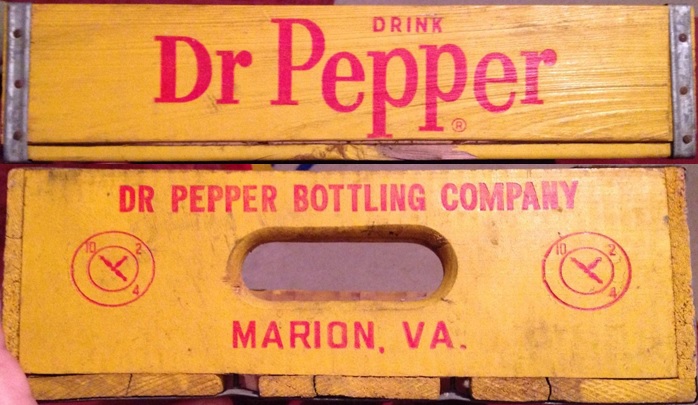 DRINK
Dr Pepper
®
DR PEPPER BOTTLING COMPANY
10 2
4
10 2
4
MARION, VA.